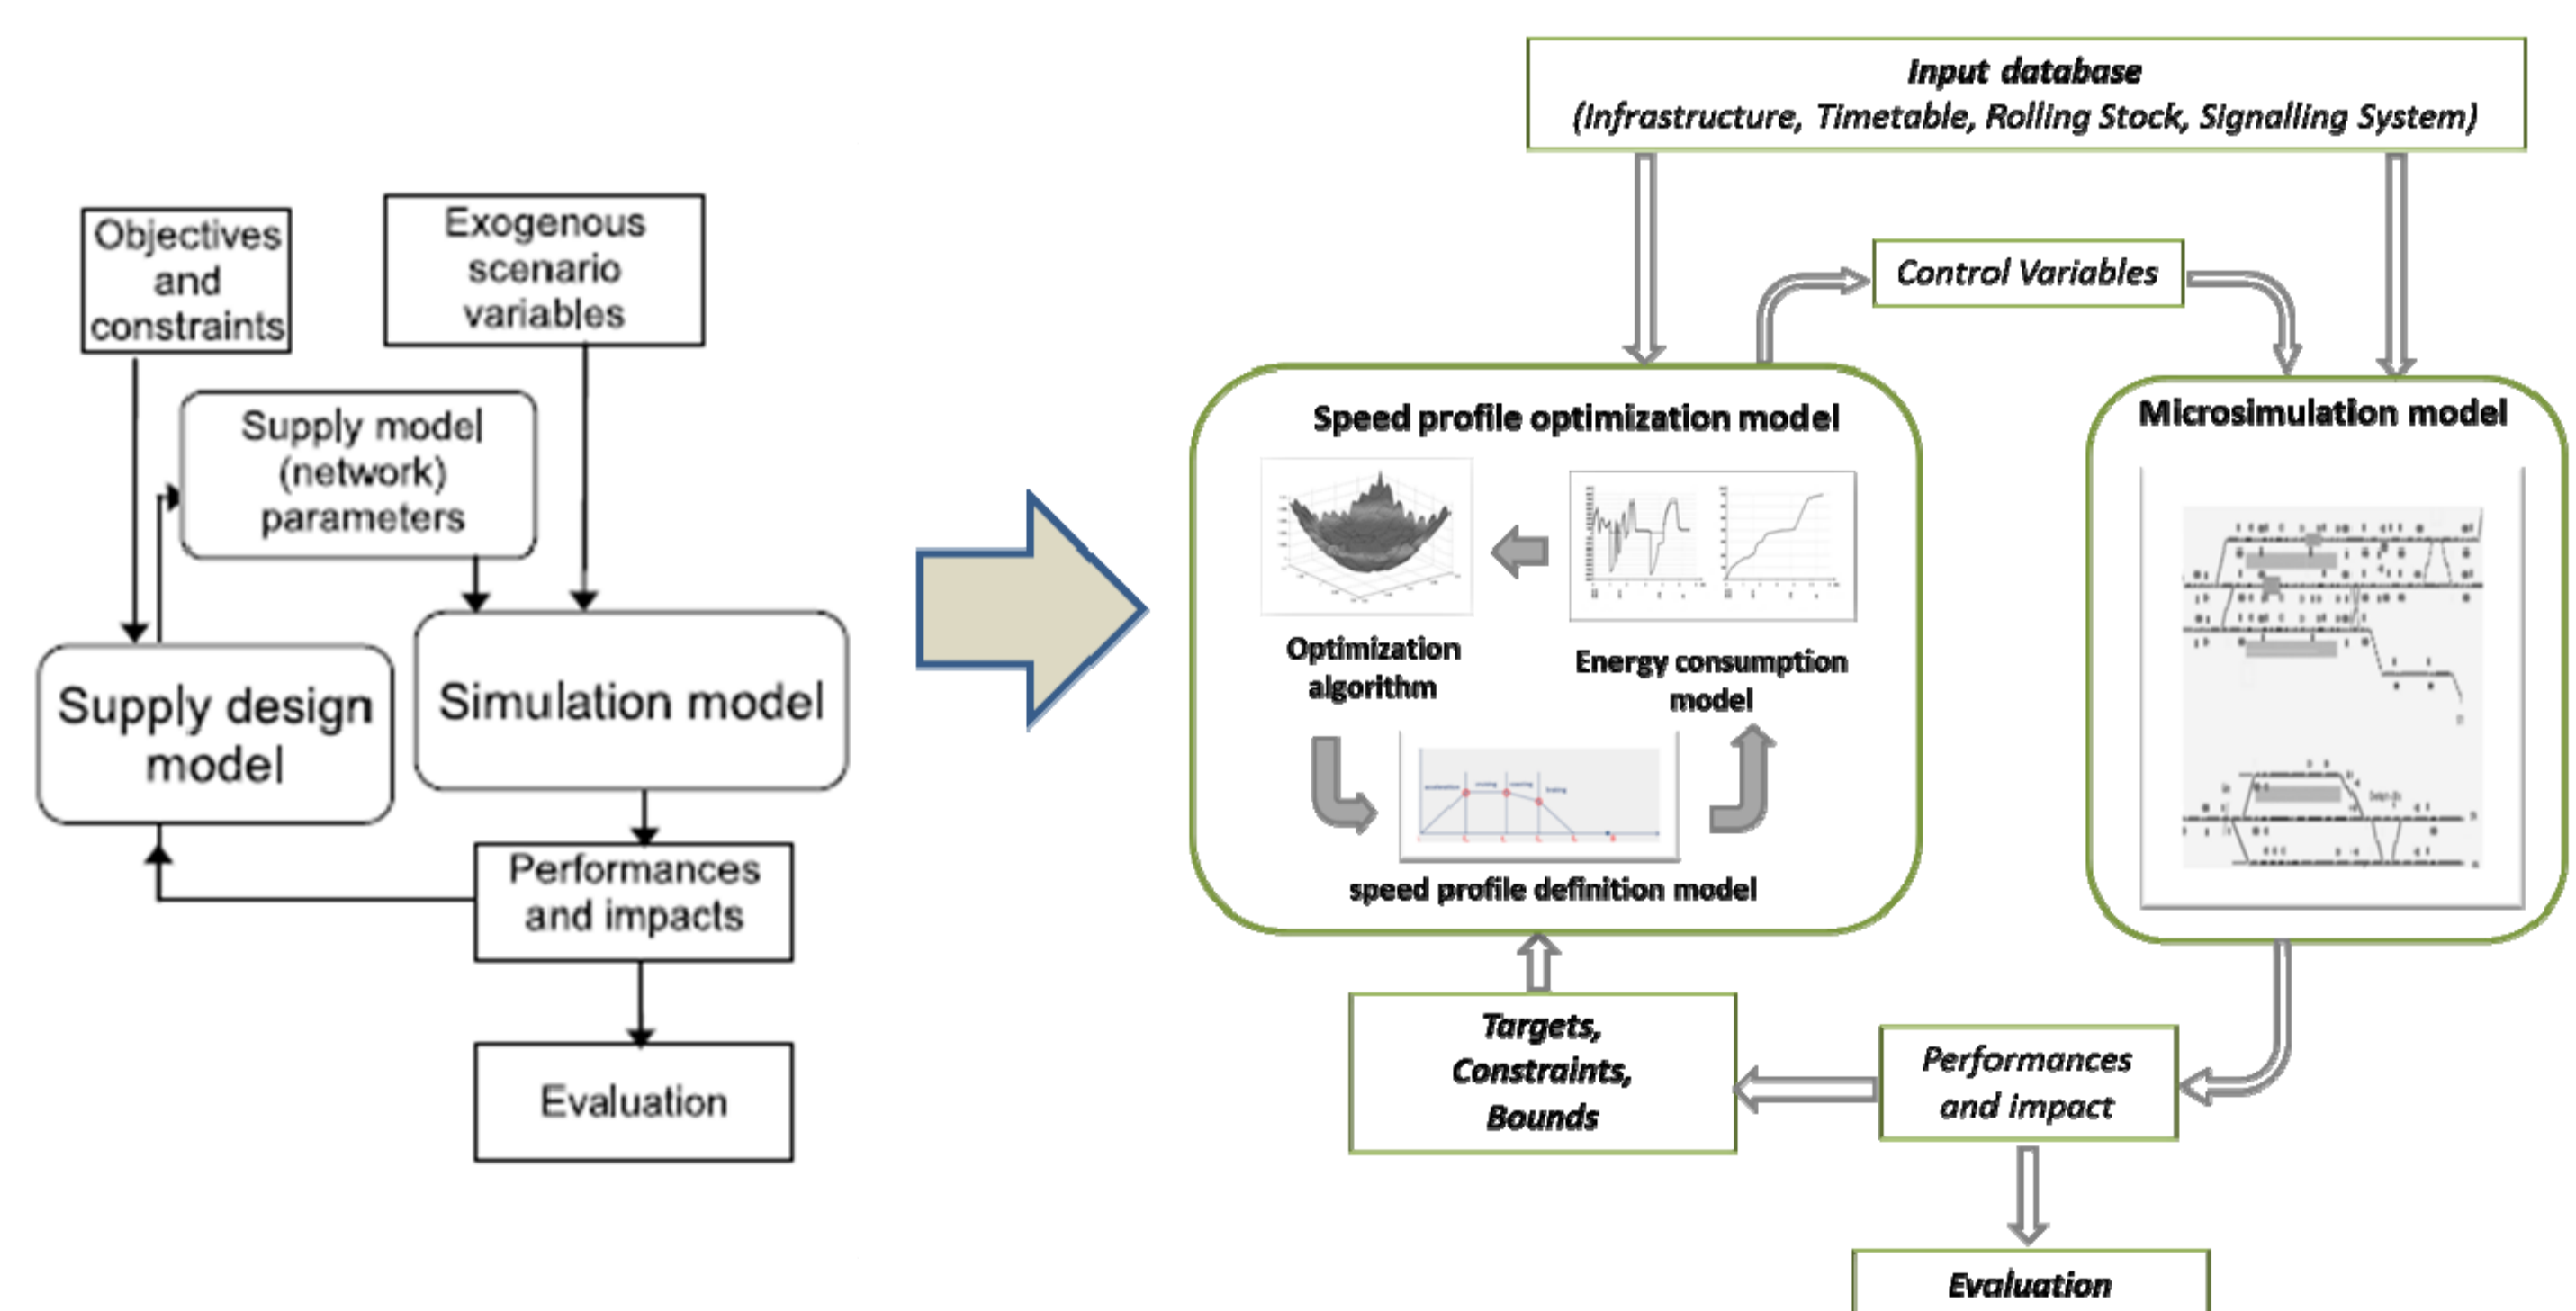 Objectives
and
constraints
Exogenous
scenario
variables
Supply model
(network)
parameters
Supply design
model
Simulation model
Performances
and impacts
Evaluation
Input database
(Infrastructure, Timetable, Rolling Stock, Signalling System)
Control Variables
Speed profile optimization model
Optimization
algorithm
Energy consumption
model
speed profile definition model
Microsimulation model
Targets,
Constraints,
Bounds
Performances
and impact
Evaluation